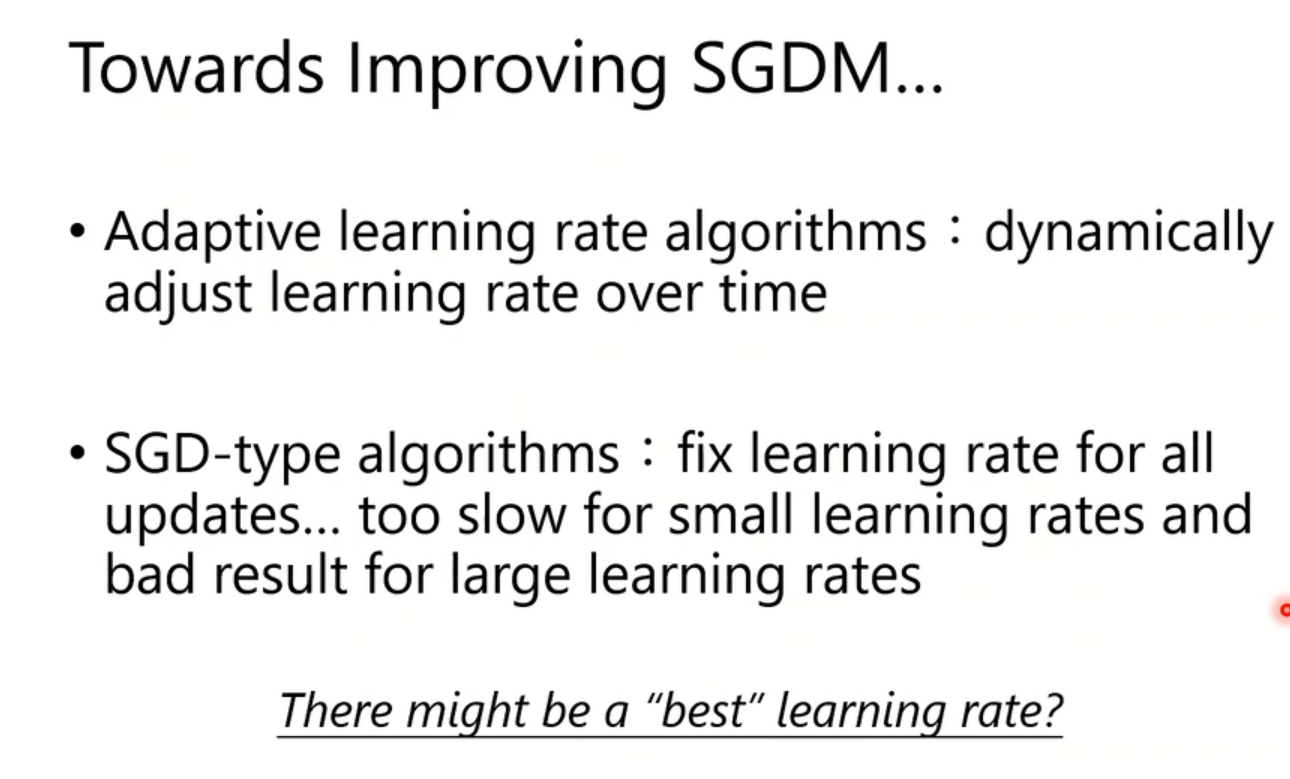 Towards Improving SGDM...
• Adaptive learning rate algorithms：dynamically
adjust learning rate over time
• SGD-type algorithms：fix learning rate for all
updates... too slow for small learning rates and
bad result for large learning rates
There might be a “best” learning rate?